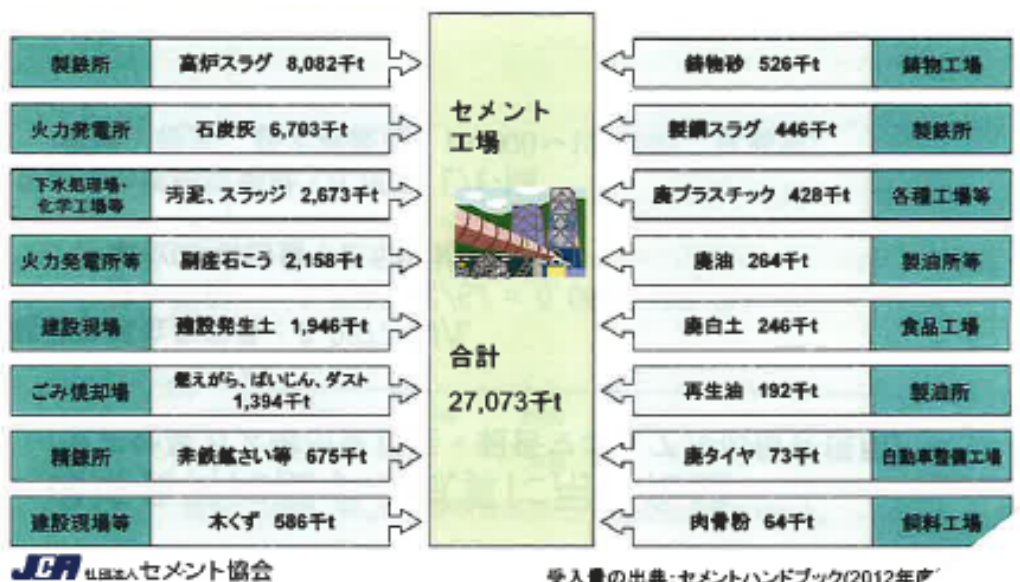 製鉄所
高炉スラグ 8,082千t
火力発電所
石炭灰 6,703千t
下水処理場・
化学工場等
汚泥、スラッジ 2,673千t
火力発電所等
副産石こう 2,158千t
建設現場
建設発生土 1,946千t
ごみ焼却場
燃えがら、ばいじん、ダスト
1,394千t
精錬所
非鉄鉱さい等 675千t
建設現場等
木くず 586千t
セメント
工場
合計
27,073千t
鋳物砂 526千t
鋳物工場
製鋼スラグ 446千t
製鉄所
廃プラスチック 428千t
各種工場等
廃油 264千t
製油所等
廃白土 246千t
食品工場
再生油 192千t
製油所
廃タイヤ 73千t
自動車整備工場
肉骨粉 64千t
飼料工場
JCA 社団法人セメント協会
受入量の出典:セメントハンドブック(2012年度